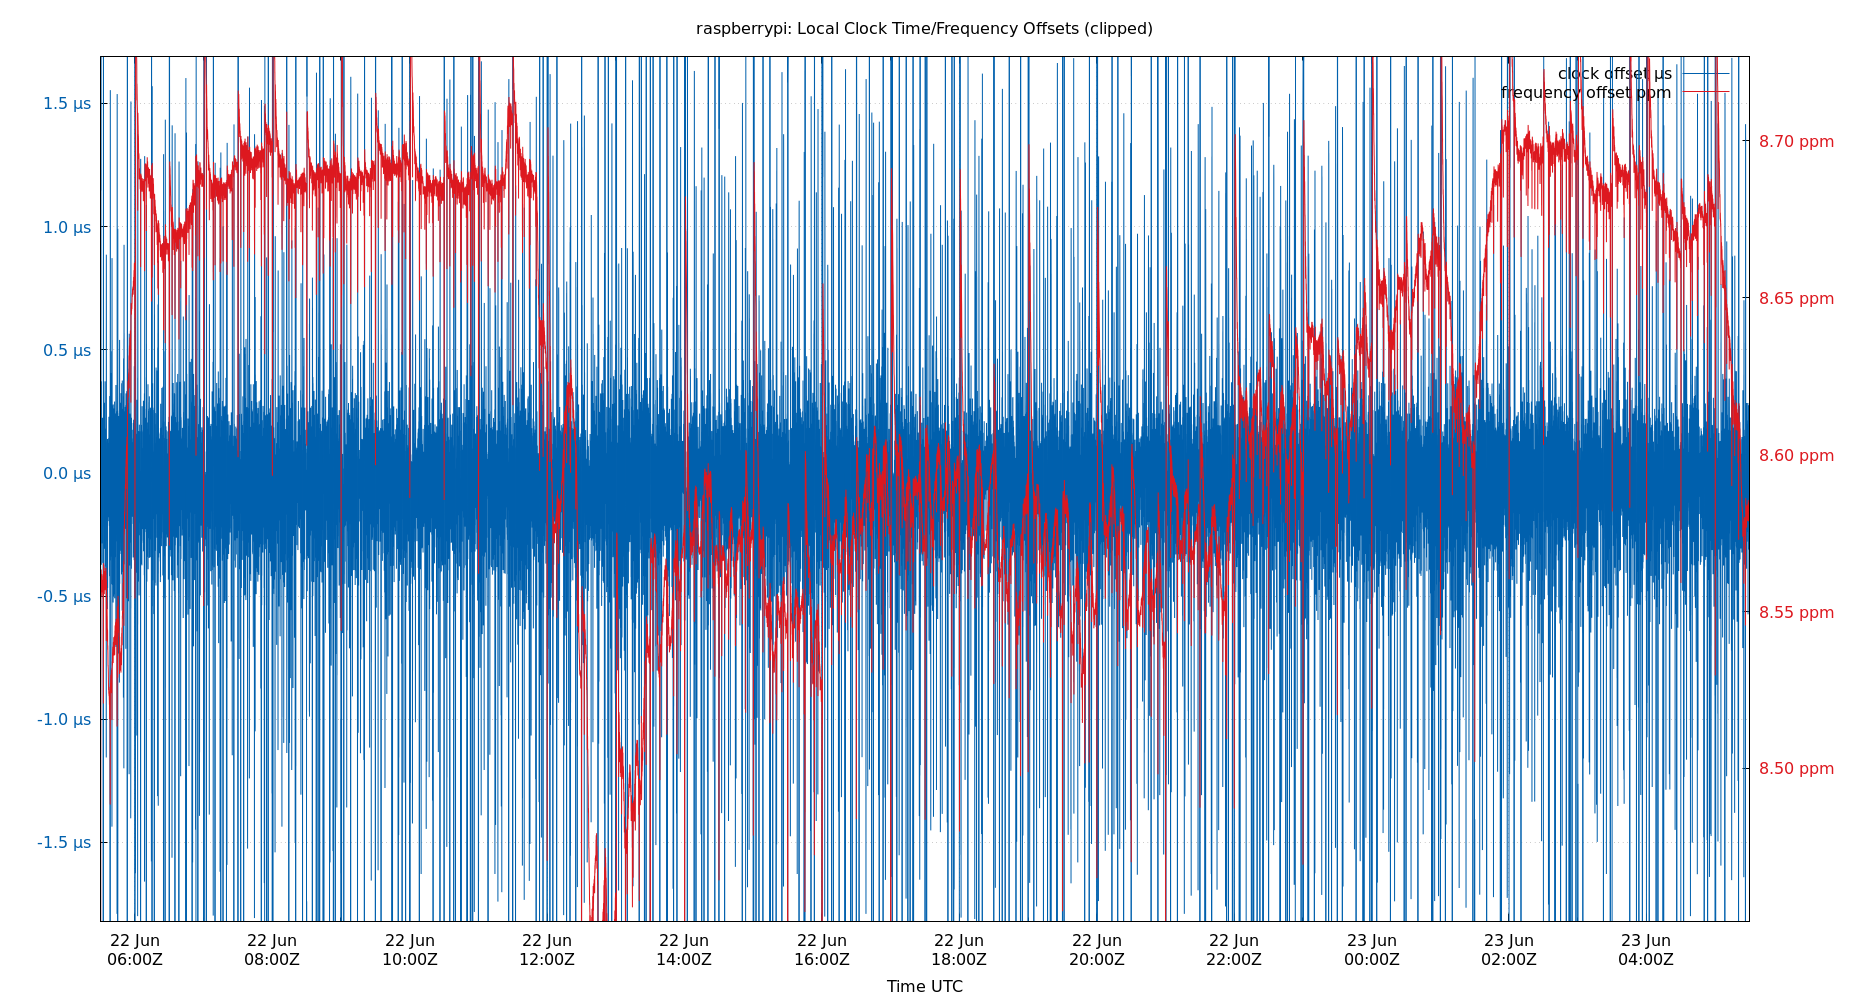 raspberrypi: Local Clock Time/Frequency Offsets (clipped)
clock offset μs
frequency offset ppm
1.5 μs
1.0 μs
0.5 μs
0.0 μs
-0.5 μs
-1.0 μs
-1.5 μs
8.70 ppm
8.65 ppm
8.60 ppm
8.55 ppm
8.50 ppm
22 Jun 22 Jun 22 Jun 22 Jun 22 Jun 22 Jun 22 Jun 22 Jun 22 Jun 23 Jun 23 Jun 23 Jun
06:00Z 08:00Z 10:00Z 12:00Z 14:00Z 16:00Z 18:00Z 20:00Z 22:00Z 00:00Z 02:00Z 04:00Z
Time UTC